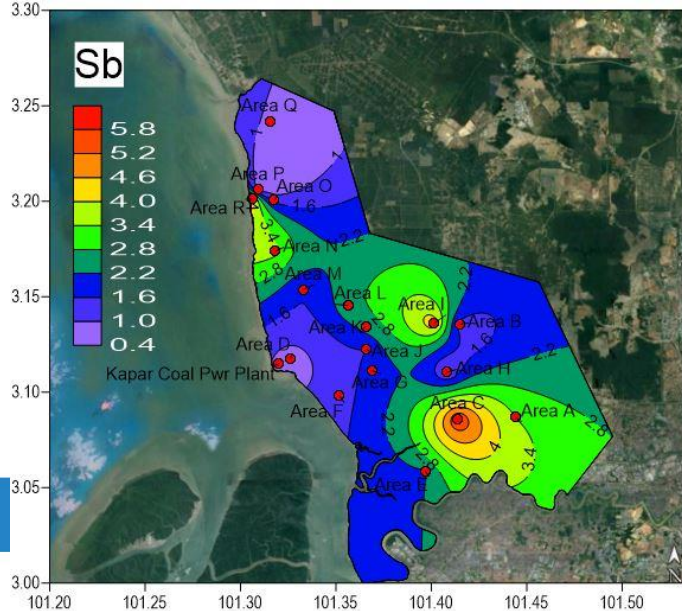 3.30
Sb
3.25
3.20
3.15
3.10
3.05
3.00
5.8
5.2
4.6
4.0
3.4
2.8
2.2
1.6
1.0
0.4
Area Q
1
1
Area P
Area O
1.6
Area R
3.4
2.2
Area N
2.8
Area M
2.2
Area L
Area I
1.6
Area K
2.8
Area B
Area D
Area J
1.6
2.2
Kapar Coal Pwr Plant
Area G
Area H
Area F
Area C
Area A
2.2
4
2.8
3.4
2.8
Area E
N
101.20
101.25
101.30
101.35
101.40
101.45
101.50